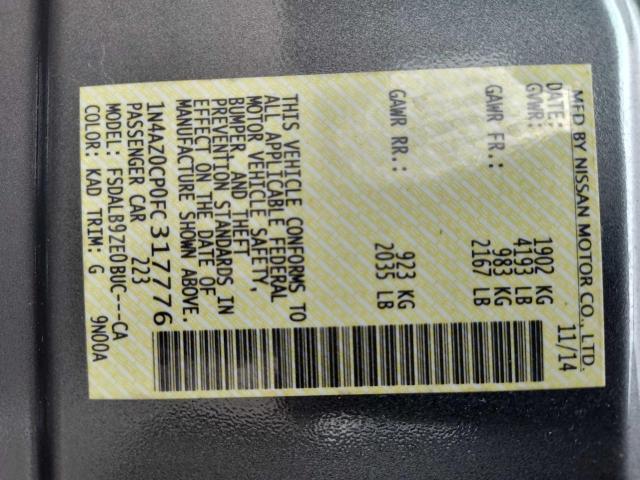 MFD BY NISSAN MOTOR CO., LTD.
DATE: 11/14
GVWR: 1902 KG
4193 LB
GAWR FR.: 983 KG
2167 LB
GAWR RR.: 923 KG
2035 LB
THIS VEHICLE CONFORMS TO
ALL APPLICABLE FEDERAL
MOTOR VEHICLE SAFETY,
BUMPER, AND THEFT
PREVENTION STANDARDS IN
EFFECT ON THE DATE OF
MANUFACTURE SHOWN ABOVE.
1N4AZ0CP0FC317776
PASSENGER CAR 223
MODEL: FSDALB9ZE0BUC---CA
COLOR: KAD TRIM: G 9N00A